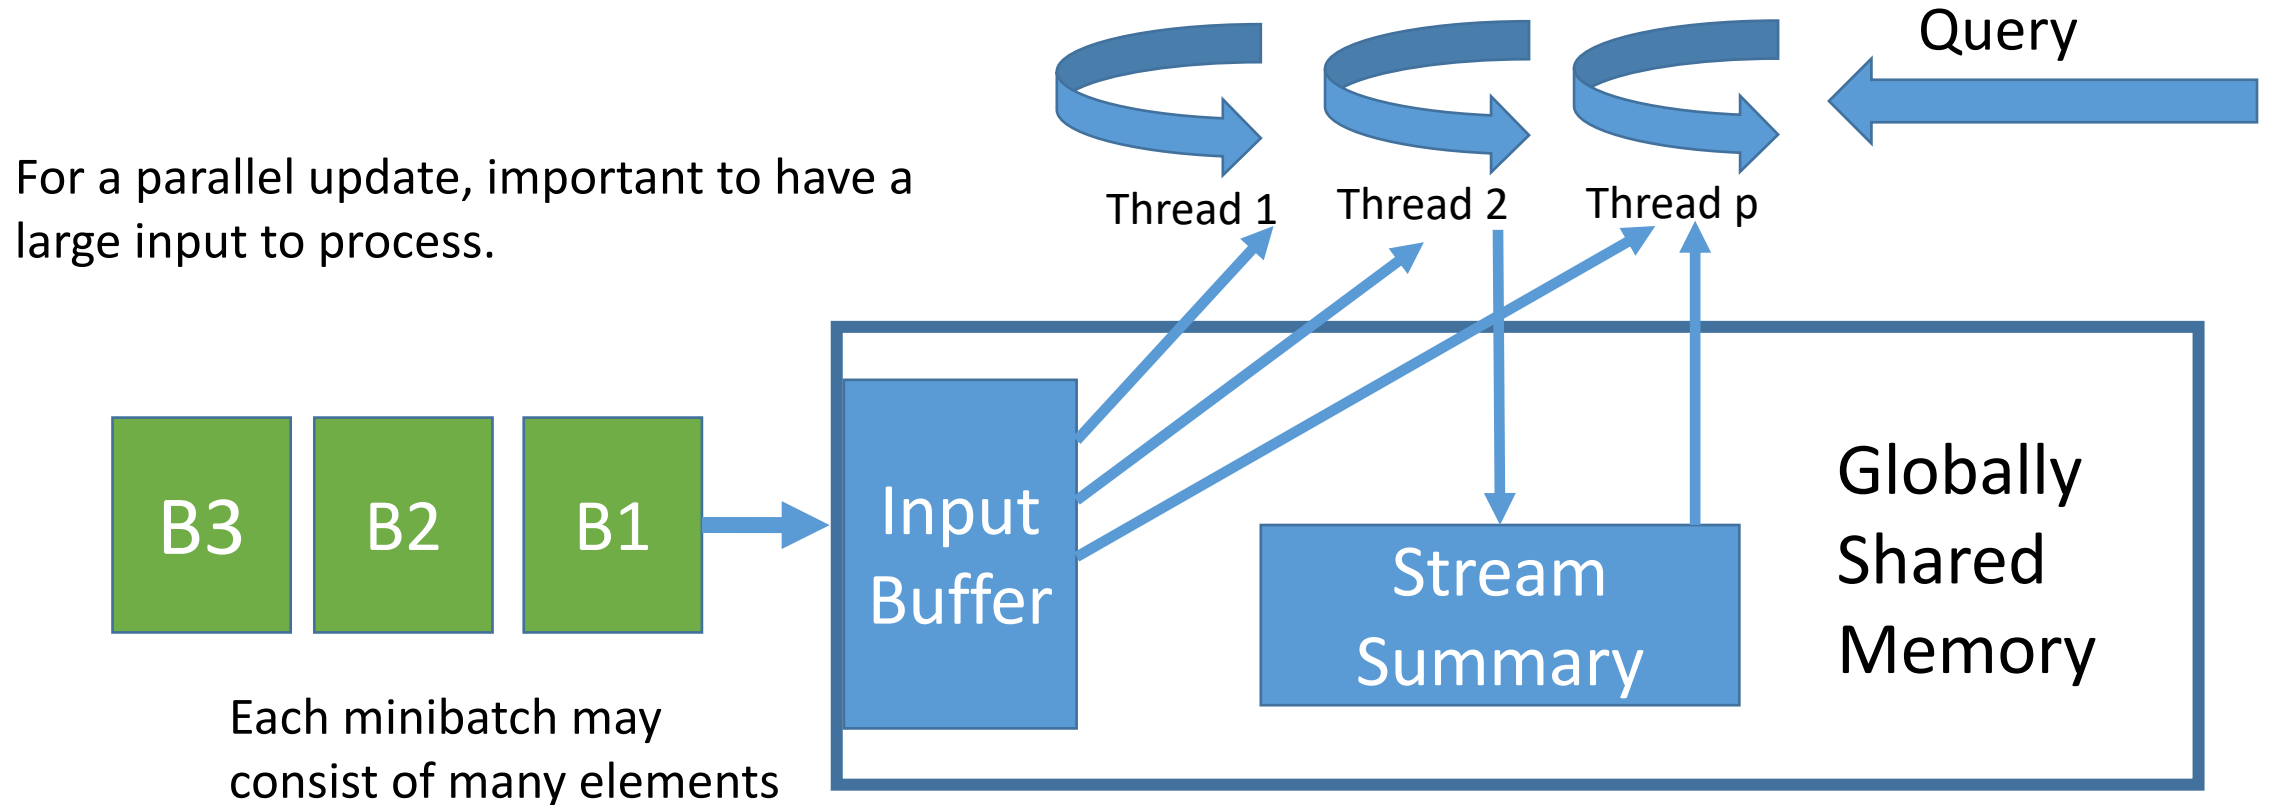 Query
For a parallel update, important to have a
large input to process.
Thread 1
Thread 2
Thread p
B3
B2
B1
Input
Buffer
Stream
Summary
Globally
Shared
Memory
Each minibatch may
consist of many elements